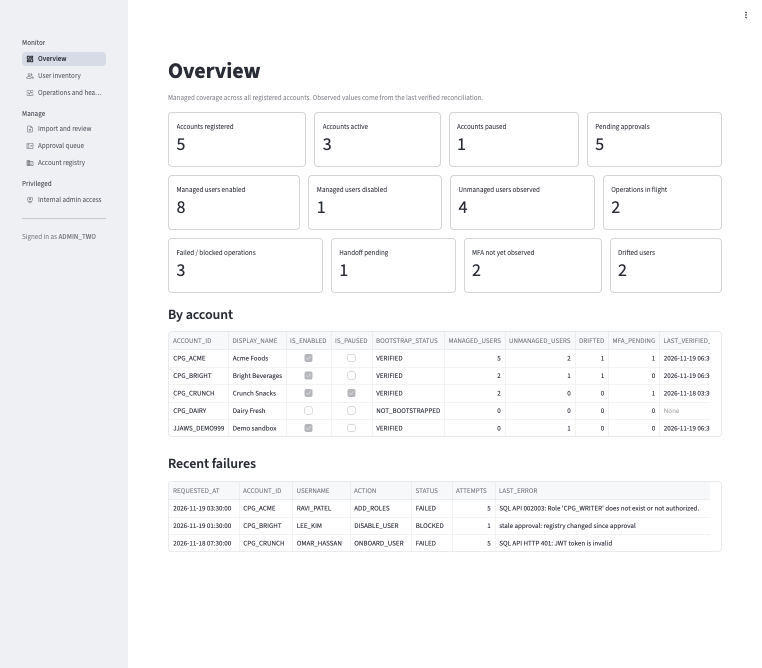 Monitor
Overview
User inventory
Operations and hea...
Manage
Import and review
Approval queue
Account registry
Privileged
Internal admin access
Signed in as ADMIN_TWO
Overview
Managed coverage across all registered accounts. Observed values come from the last verified reconciliation.
Accounts registered Accounts active Accounts paused Pending approvals
5 3 1 5
Managed users enabled Managed users disabled Unmanaged users observed Operations in flight
8 1 4 2
Failed / blocked operations Handoff pending MFA not yet observed Drifted users
3 1 2 2
By account
ACCOUNT_ID DISPLAY_NAME IS_ENABLED IS_PAUSED BOOTSTRAP_STATUS MANAGED_USERS UNMANAGED_USERS DRIFTED MFA_PENDING LAST_VERIFIED_
CPG_ACME Acme Foods VERIFIED 5 2 1 1 2026-11-19 06:3
CPG_BRIGHT Bright Beverages VERIFIED 2 1 1 0 2026-11-19 06:3
CPG_CRUNCH Crunch Snacks VERIFIED 2 0 0 1 2026-11-18 03:3
CPG_DAIRY Dairy Fresh NOT_BOOTSTRAPPED 0 0 0 0 None
JJAWS_DEMO999 Demo sandbox VERIFIED 0 1 0 0 2026-11-19 06:3
Recent failures
REQUESTED_AT ACCOUNT_ID USERNAME ACTION STATUS ATTEMPTS LAST_ERROR
2026-11-19 03:30:00 CPG_ACME RAVI_PATEL ADD_ROLES FAILED 5 SQL API 002003: Role 'CPG_WRITER' does not exist or not authorized.
2026-11-19 01:30:00 CPG_BRIGHT LEE_KIM DISABLE_USER BLOCKED 1 stale approval: registry changed since approval
2026-11-18 07:30:00 CPG_CRUNCH OMAR_HASSAN ONBOARD_USER FAILED 5 SQL API HTTP 401: JWT token is invalid